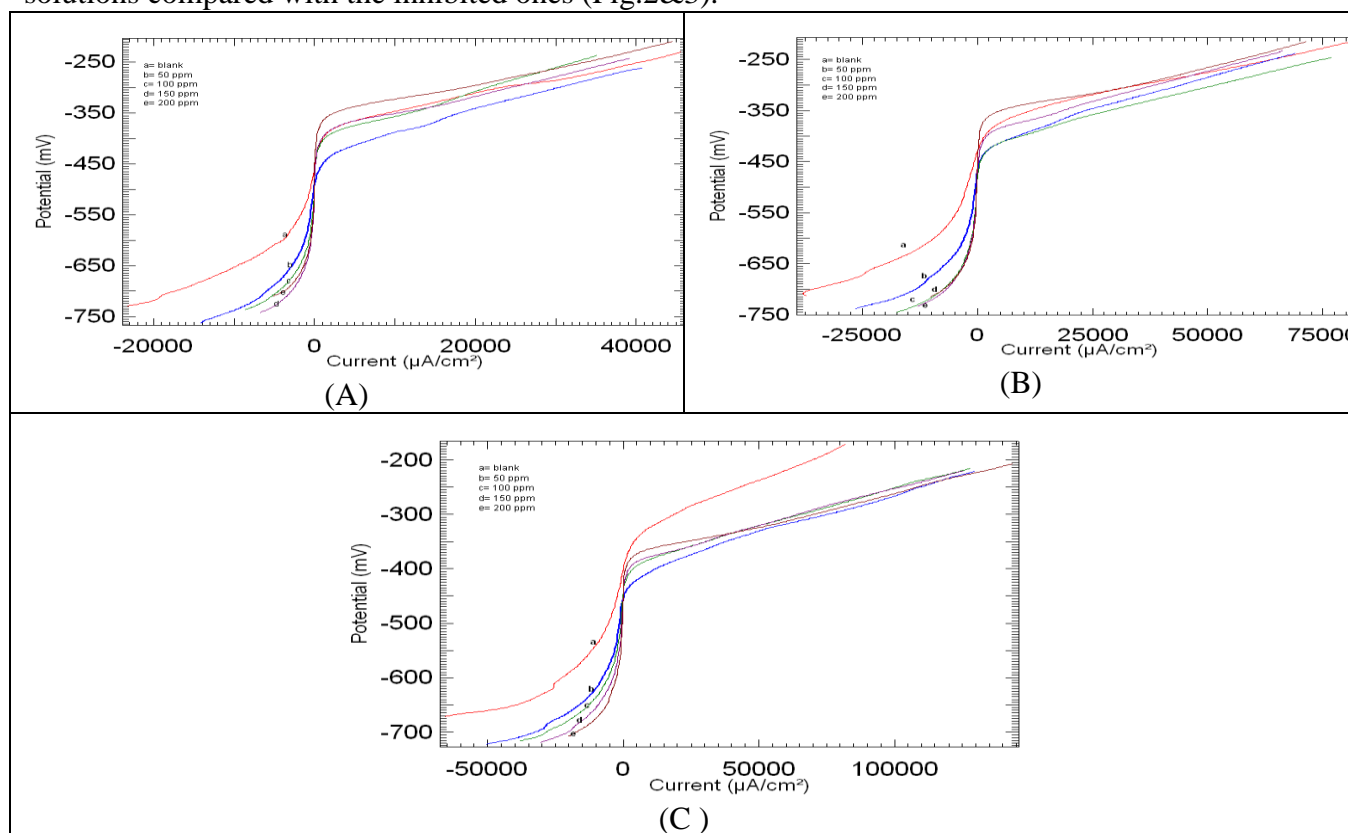 solutions compared with the inhibited ones (Fig.2&3).
-250
-350
-450
-550
-650
-750
Potential (mV)
a= blank
b= 50 ppm
c= 100 ppm
d= 150 ppm
e= 200 ppm
a
b
c
e
d
-20000 0 20000 40000
Current (µA/cm²)
(A)
-250
-350
-450
-550
-650
-750
Potential (mV)
a= blank
b= 50 ppm
c= 100 ppm
d= 150 ppm
e= 200 ppm
a
b
d
c
e
-25000 0 25000 50000 75000
Current (µA/cm²)
(B)
-200
-300
-400
-500
-600
-700
Potential (mV)
a= blank
b= 50 ppm
c= 100 ppm
d= 150 ppm
e= 200 ppm
a
b
c
d
e
-50000 0 50000 100000
Current (µA/cm²)
(C )